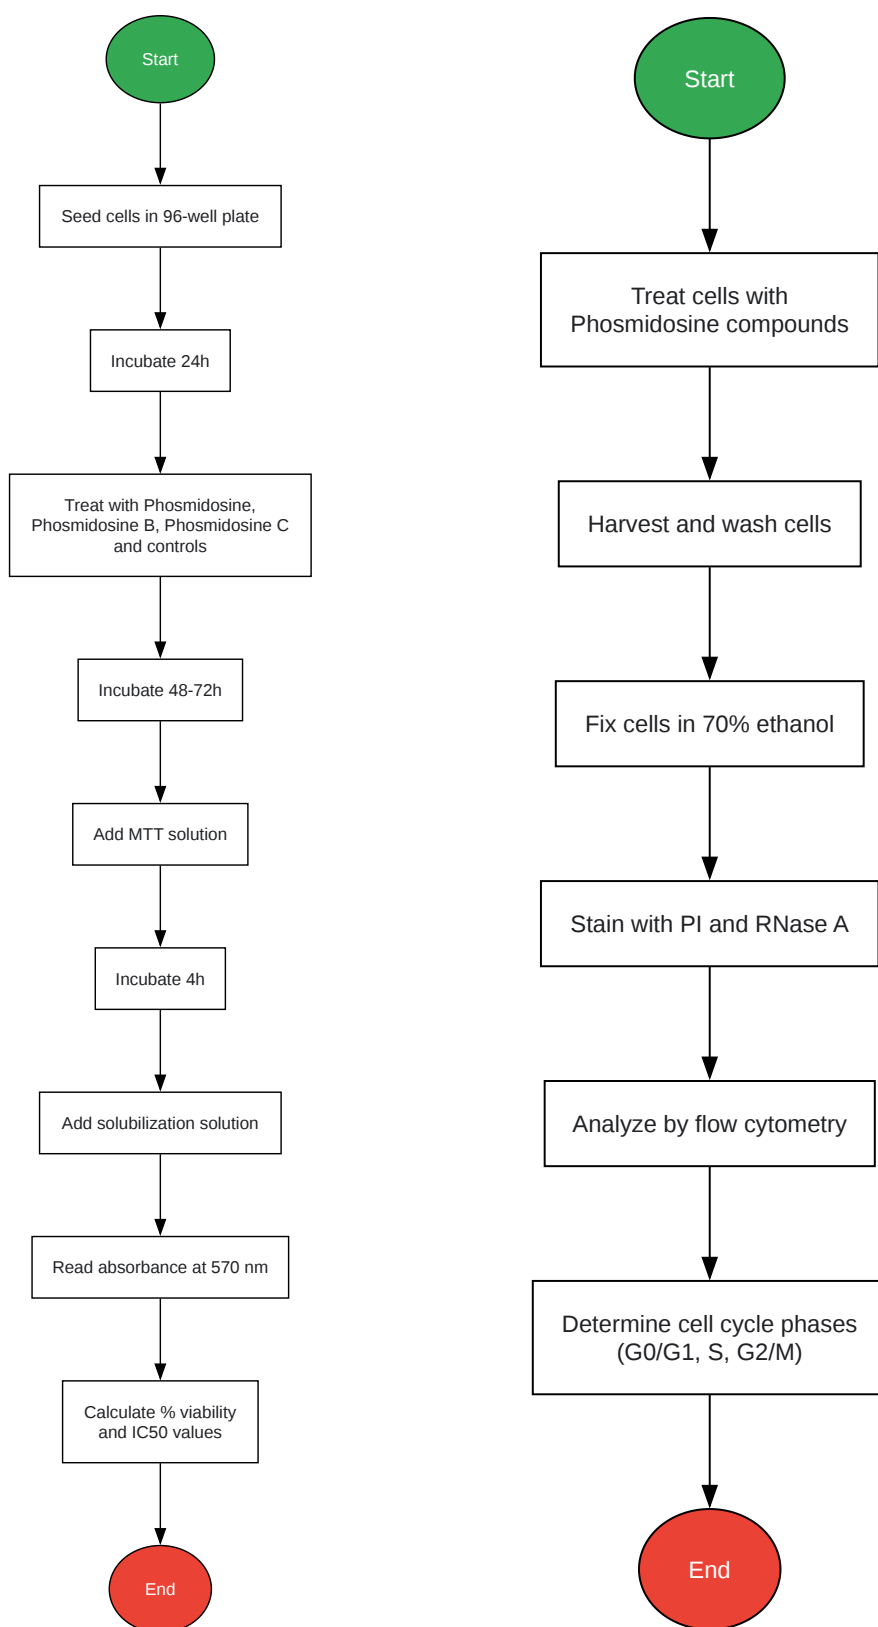 Start
Seed cells in 96-well plate
Incubate 24h
Treat with Phosmidosine,
Phosmidosine B, Phosmidosine C
and controls
Incubate 48-72h
Add MTT solution
Incubate 4h
Add solubilization solution
Read absorbance at 570 nm
Calculate % viability
and IC50 values
End
Start
Treat cells with
Phosmidosine compounds
Harvest and wash cells
Fix cells in 70% ethanol
Stain with PI and RNase A
Analyze by flow cytometry
Determine cell cycle phases
(G0/G1, S, G2/M)
End